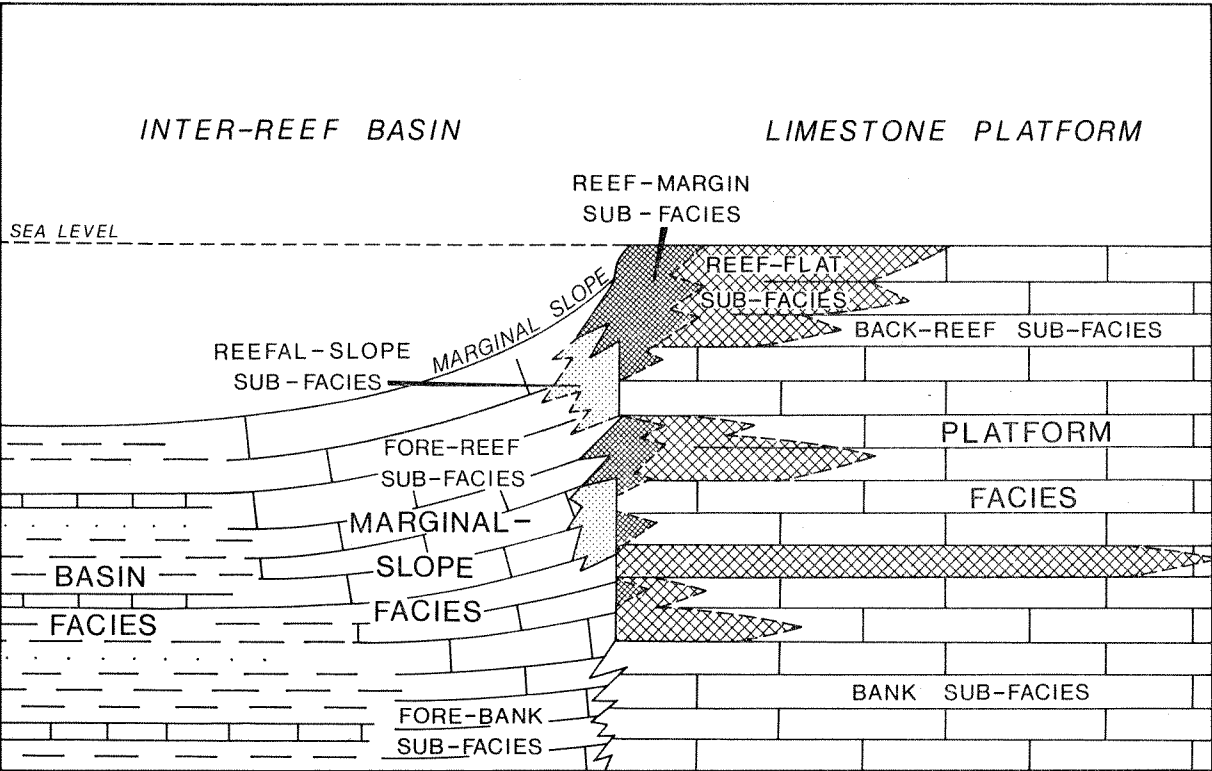 INTER-REEF BASIN
LIMESTONE PLATFORM
REEF-MARGIN
SUB-FACIES
SEA LEVEL
REEF-FLAT
SUB-FACIES
MARGINAL SLOPE
BACK-REEF SUB-FACIES
REEFAL-SLOPE
SUB-FACIES
FORE-REEF
SUB-FACIES
PLATFORM
FACIES
MARGINAL-
SLOPE
FACIES
BASIN
FACIES
BANK SUB-FACIES
FORE-BANK
SUB-FACIES